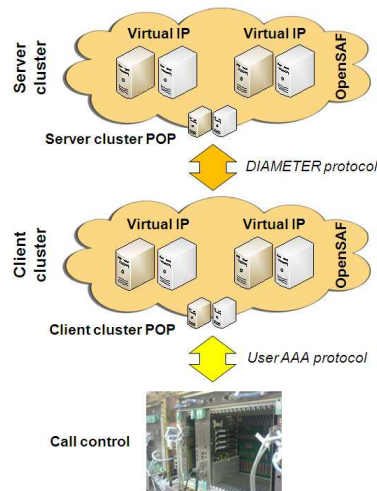 Virtual IP Virtual IP
Server cluster
OpenSAF
Server cluster POP
DIAMETER protocol
Virtual IP Virtual IP
Client cluster
OpenSAF
Client cluster POP
User AAA protocol
Call control